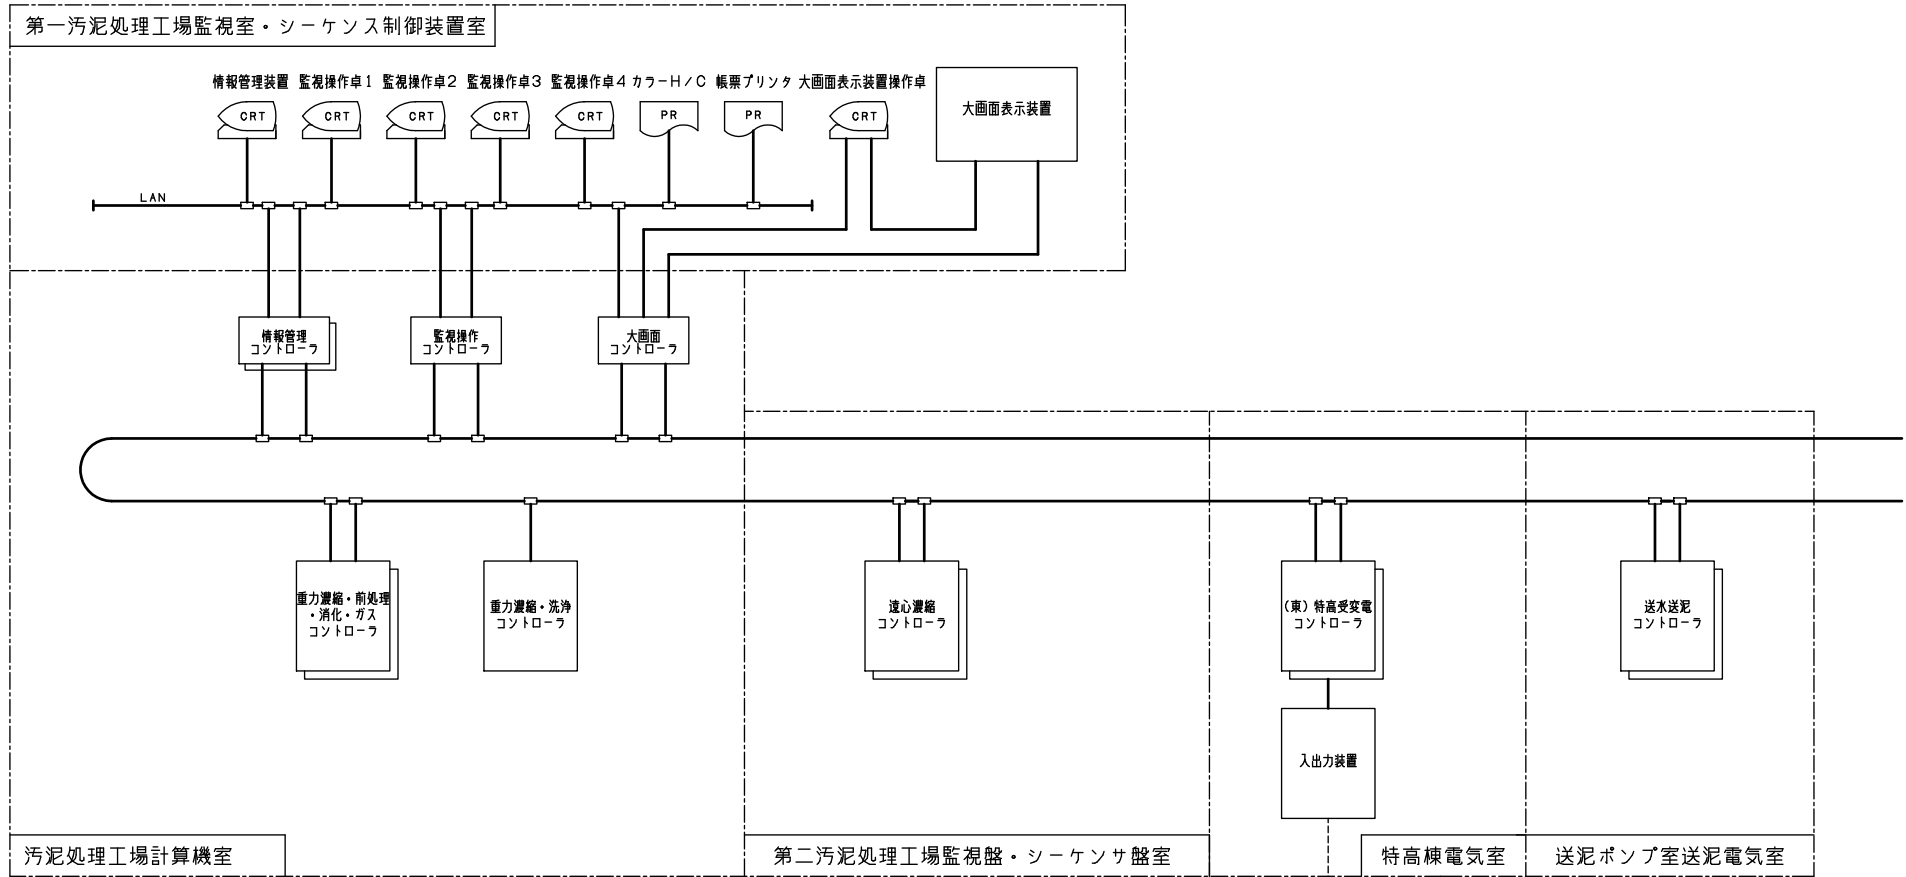 第一汚泥処理工場監視室・シーケンス制御装置室
情報管理装置 監視操作卓1 監視操作卓2 監視操作卓3 監視操作卓4 カラーH/C 帳票プリンタ 大画面表示装置操作卓
大画面表示装置
CRT CRT CRT CRT CRT PR PR CRT
LAN
情報管理
コントローラ
監視操作
コントローラ
大画面
コントローラ
重力濃縮・前処理
・消化・ガス
コントローラ
重力濃縮・洗浄
コントローラ
遠心濃縮
コントローラ
(東)特高受変電
コントローラ
送水送泥
コントローラ
入出力装置
汚泥処理工場計算機室
第二汚泥処理工場監視盤・シーケンサ盤室
特高棟電気室
送泥ポンプ室送泥電気室